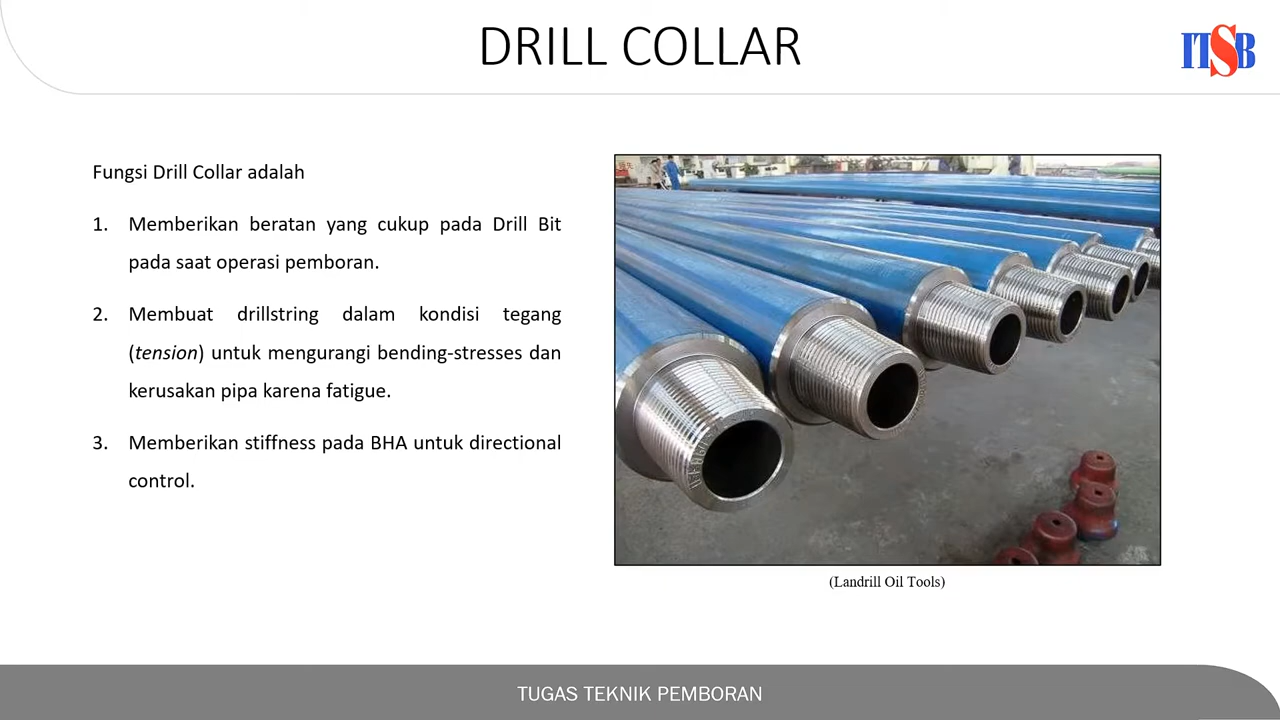 DRILL COLLAR
ITSB
Fungsi Drill Collar adalah
1. Memberikan beratan yang cukup pada Drill Bit
pada saat operasi pemboran.
2. Membuat drillstring dalam kondisi tegang
(tension) untuk mengurangi bending-stresses dan
kerusakan pipa karena fatigue.
3. Memberikan stiffness pada BHA untuk directional
control.
(Landrill Oil Tools)
TUGAS TEKNIK PEMBORAN